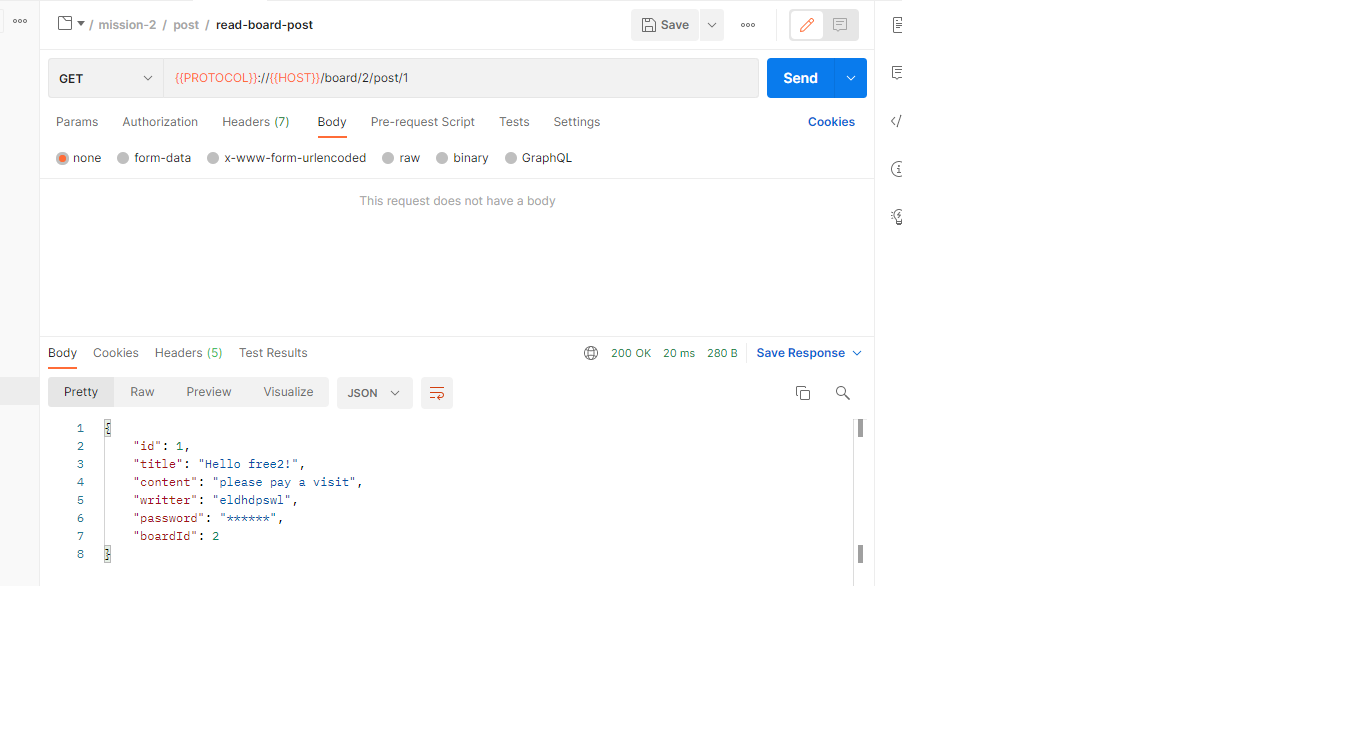 / mission-2 / post / read-board-post Save
GET {{PROTOCOL}}://{{HOST}}/board/2/post/1 Send
Params Authorization Headers (7) Body Pre-request Script Tests Settings Cookies
none form-data x-www-form-urlencoded raw binary GraphQL
This request does not have a body
Body Cookies Headers (5) Test Results 200 OK 20 ms 280 B Save Response
Pretty Raw Preview Visualize JSON
1 {
2 "id": 1,
3 "title": "Hello free2!",
4 "content": "please pay a visit",
5 "writter": "eldhdpswl",
6 "password": "******",
7 "boardId": 2
8 }